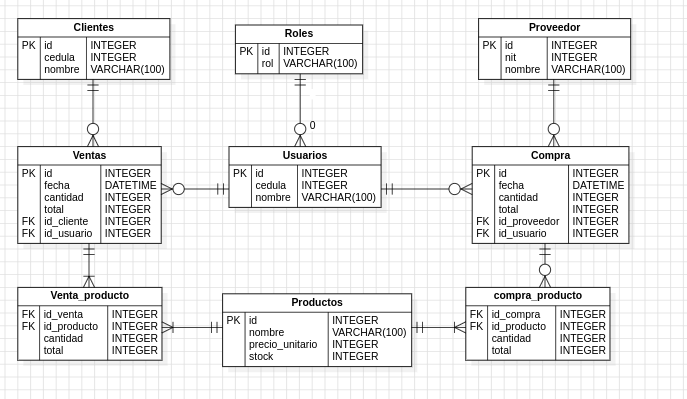 Clientes
PK id INTEGER
cedula INTEGER
nombre VARCHAR(100)
Roles
PK id INTEGER
rol VARCHAR(100)
Proveedor
PK id INTEGER
nit INTEGER
nombre VARCHAR(100)
0
Ventas
PK id INTEGER
fecha DATETIME
cantidad INTEGER
total INTEGER
FK id_cliente INTEGER
FK id_usuario INTEGER
Usuarios
PK id INTEGER
cedula INTEGER
nombre VARCHAR(100)
Compra
PK id INTEGER
fecha DATETIME
cantidad INTEGER
total INTEGER
FK id_proveedor INTEGER
FK id_usuario INTEGER
Venta_producto
FK id_venta INTEGER
FK id_producto INTEGER
cantidad INTEGER
total INTEGER
Productos
PK id INTEGER
nombre VARCHAR(100)
precio_unitario INTEGER
stock INTEGER
compra_producto
FK id_compra INTEGER
FK id_producto INTEGER
cantidad INTEGER
total INTEGER